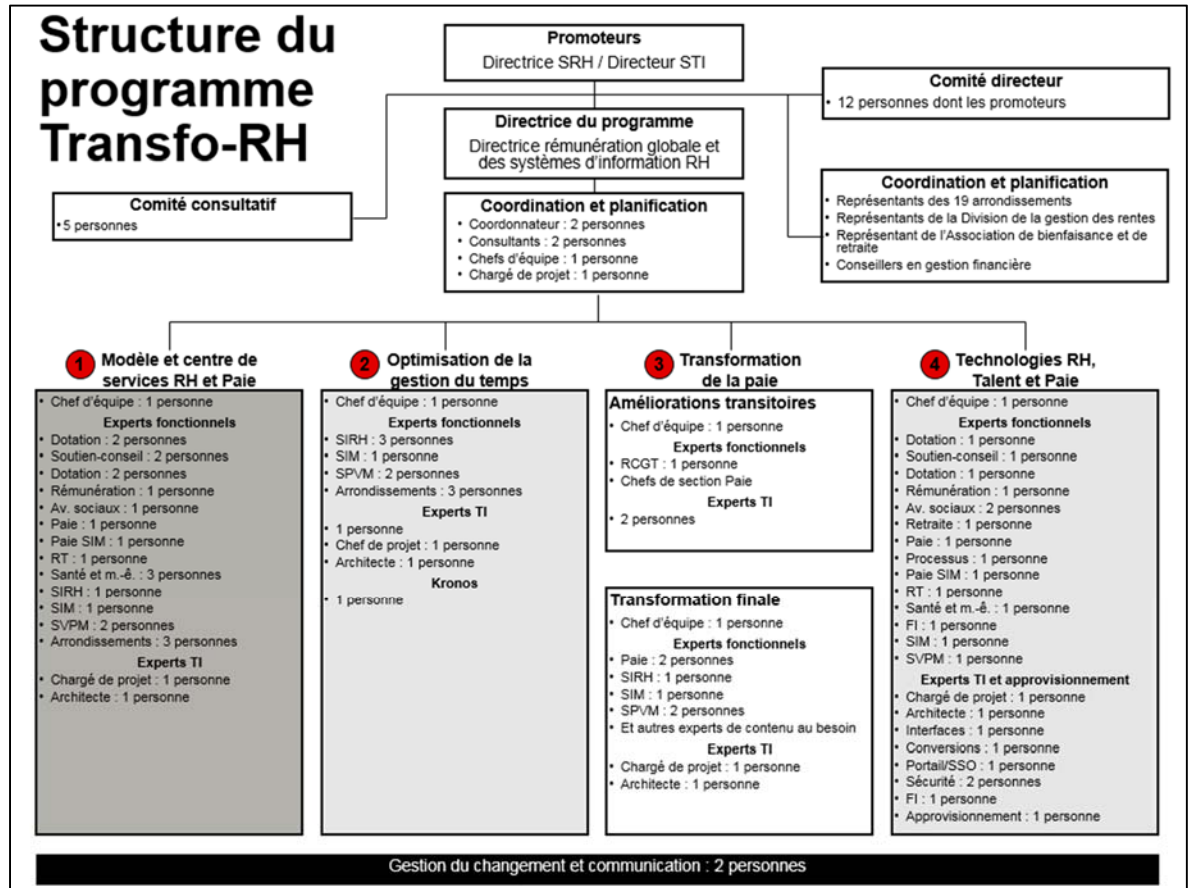 Structure du
programme
Transfo-RH
Promoteurs
Directrice SRH / Directeur STI
Comité directeur
• 12 personnes dont les promoteurs
Directrice du programme
Directrice rémunération globale et
des systèmes d'information RH
Comité consultatif
• 5 personnes
Coordination et planification
• Coordonnateur : 2 personnes
• Consultants : 2 personnes
• Chefs d'équipe : 1 personne
• Chargé de projet : 1 personne
Coordination et planification
• Représentants des 19 arrondissements
• Représentants de la Division de la gestion des rentes
• Représentant de l'Association de bienfaisance et de
retraite
• Conseillers en gestion financière
1 Modèle et centre de
services RH et Paie
• Chef d'équipe : 1 personne
Experts fonctionnels
• Dotation : 2 personnes
• Soutien-conseil : 2 personnes
• Dotation : 2 personnes
• Rémunération : 1 personne
• Av. sociaux : 1 personne
• Paie : 1 personne
• Paie SIM : 1 personne
• RT : 1 personne
• Santé et m.-ê. : 3 personnes
• SIRH : 1 personne
• SIM : 1 personne
• SVPM : 2 personnes
• Arrondissements : 3 personnes
Experts TI
• Chargé de projet : 1 personne
• Architecte : 1 personne
2 Optimisation de la
gestion du temps
• Chef d'équipe : 1 personne
Experts fonctionnels
• SIRH : 3 personnes
• SIM : 1 personne
• SPVM : 2 personnes
• Arrondissements : 3 personnes
Experts TI
• 1 personne
• Chef de projet : 1 personne
• Architecte : 1 personne
Kronos
• 1 personne
3 Transformation
de la paie
Améliorations transitoires
• Chef d'équipe : 1 personne
Experts fonctionnels
• RCGT : 1 personne
• Chefs de section Paie
Experts TI
• 2 personnes
Transformation finale
• Chef d'équipe : 1 personne
Experts fonctionnels
• Paie : 2 personnes
• SIRH : 1 personne
• SIM : 1 personne
• SPVM : 2 personnes
• Et autres experts de contenu au besoin
Experts TI
• Chargé de projet : 1 personne
• Architecte : 1 personne
4 Technologies RH,
Talent et Paie
• Chef d'équipe : 1 personne
Experts fonctionnels
• Dotation : 1 personne
• Soutien-conseil : 1 personne
• Dotation : 1 personne
• Rémunération : 1 personne
• Av. sociaux : 2 personnes
• Retraite : 1 personne
• Paie : 1 personne
• Processus : 1 personne
• Paie SIM : 1 personne
• RT : 1 personne
• Santé et m.-ê. : 1 personne
• FI : 1 personne
• SIM : 1 personne
• SVPM : 1 personne
Experts TI et approvisionnement
• Chargé de projet : 1 personne
• Architecte : 1 personne
• Interfaces : 1 personne
• Conversions : 1 personne
• Portail/SSO : 1 personne
• Sécurité : 2 personnes
• FI : 1 personne
• Approvisionnement : 1 personne
Gestion du changement et communication : 2 personnes